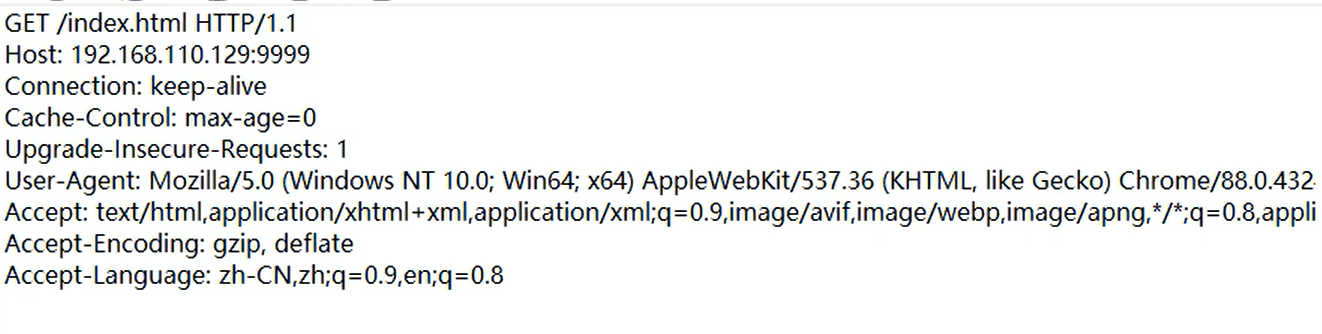 GET /index.html HTTP/1.1
Host: 192.168.110.129:9999
Connection: keep-alive
Cache-Control: max-age=0
Upgrade-Insecure-Requests: 1
User-Agent: Mozilla/5.0 (Windows NT 10.0; Win64; x64) AppleWebKit/537.36 (KHTML, like Gecko) Chrome/88.0.432
Accept: text/html,application/xhtml+xml,application/xml;q=0.9,image/avif,image/webp,image/apng,*/*;q=0.8,appli
Accept-Encoding: gzip, deflate
Accept-Language: zh-CN,zh;q=0.9,en;q=0.8